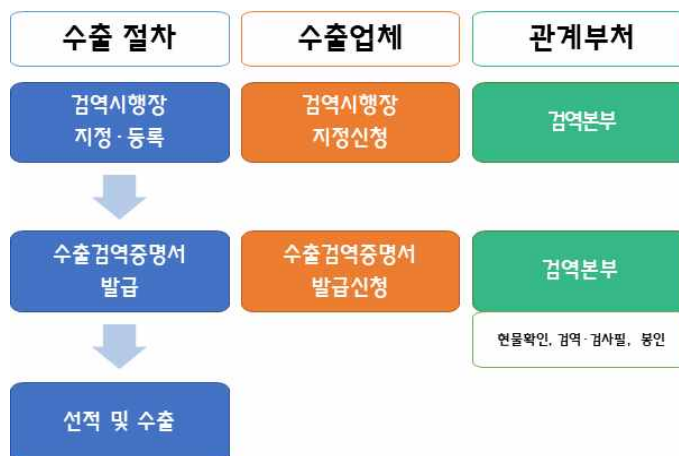 수출 절차
수출업체
관계부처
검역시행장
지정·등록
검역시행장
지정신청
검역본부
수출검역증명서
발급
수출검역증명서
발급신청
검역본부
현물확인, 검역·검사필, 봉인
선적 및 수출